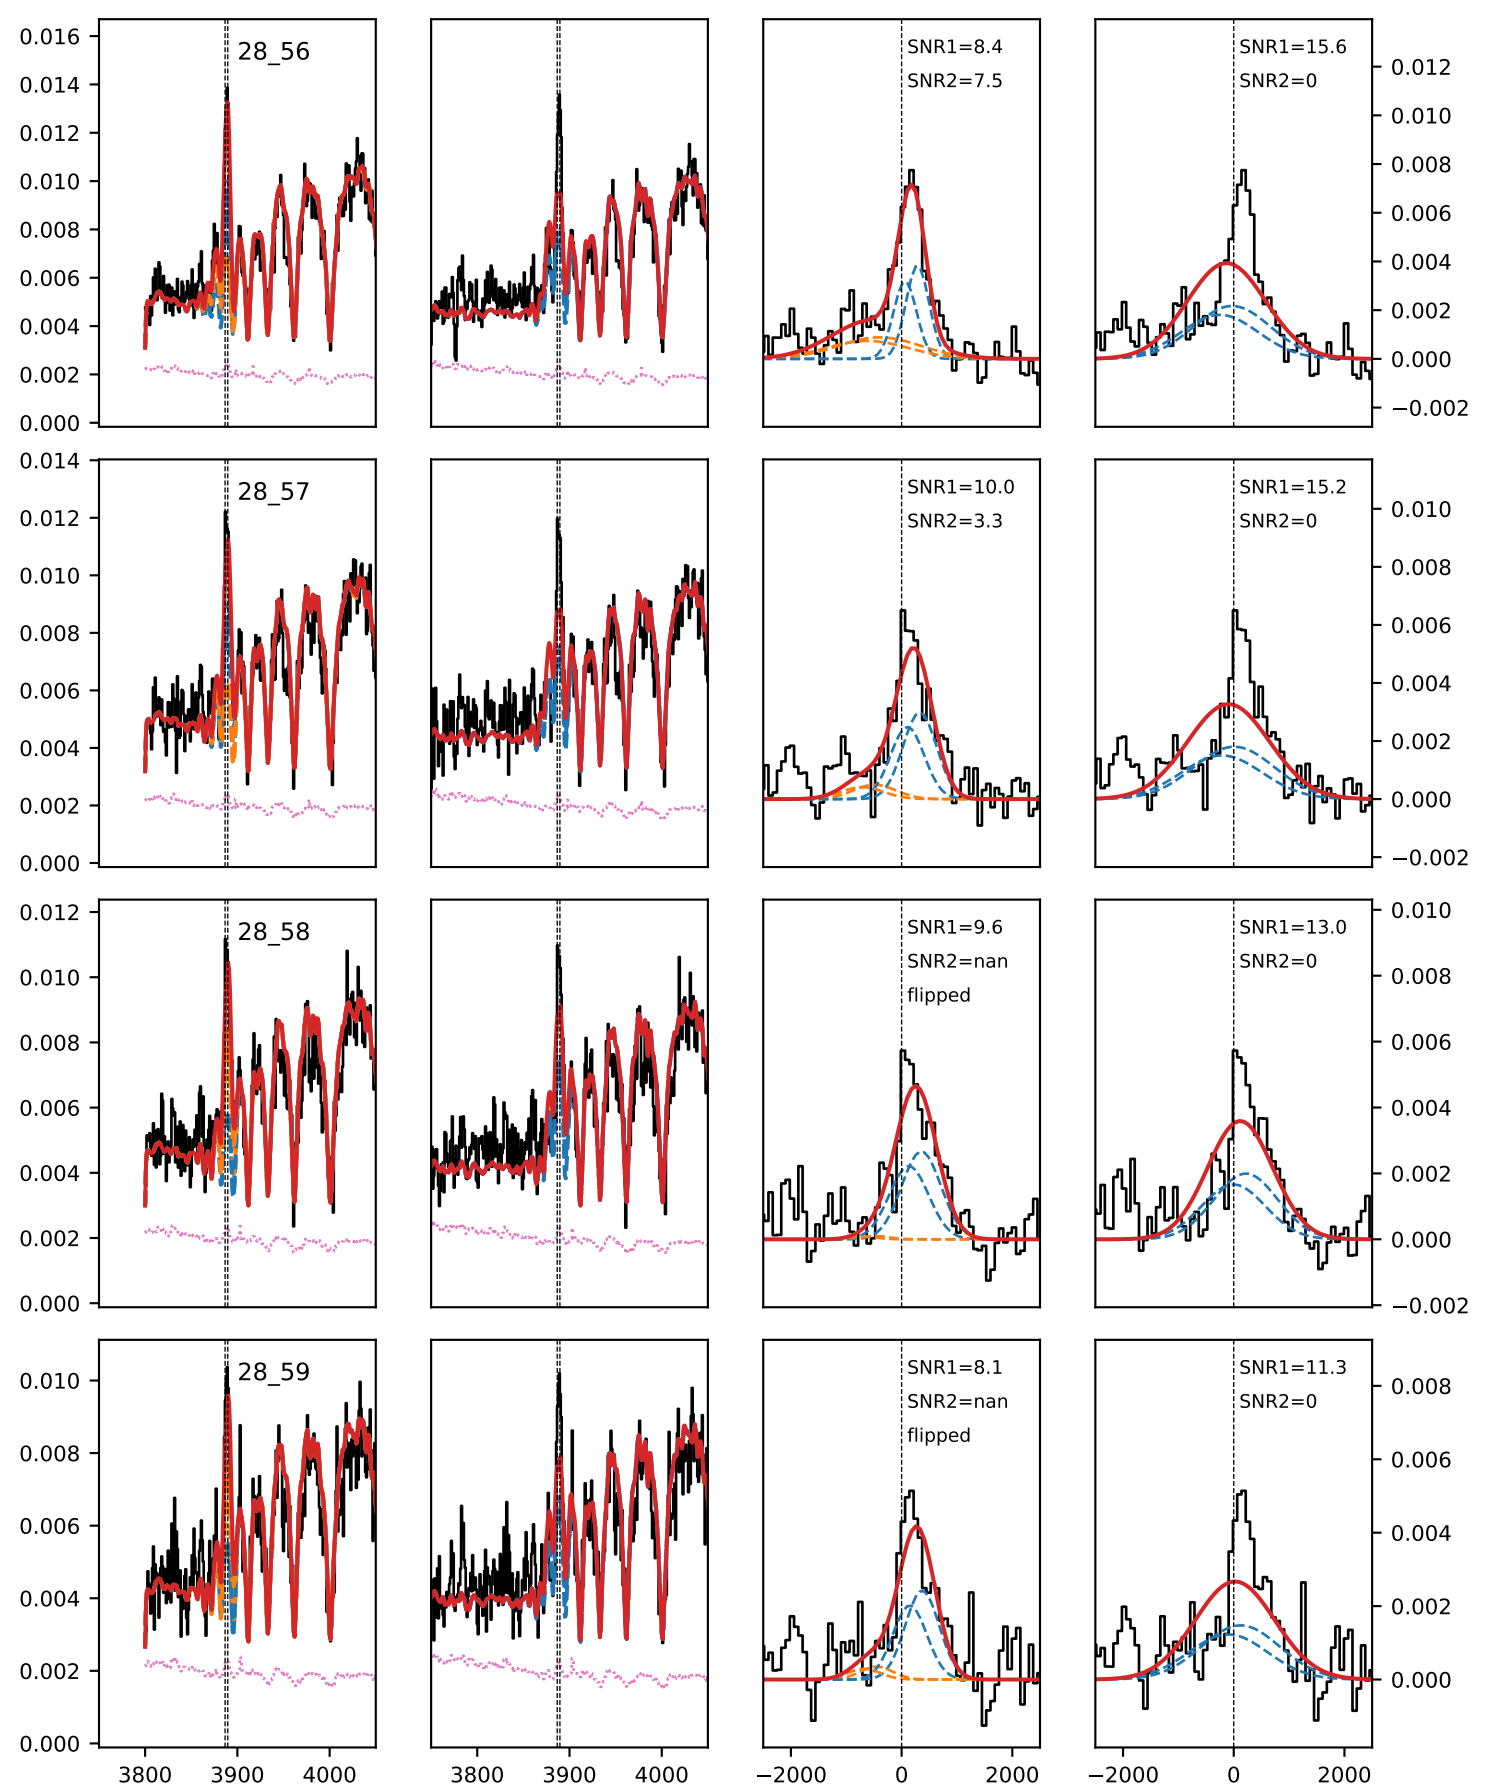 0.016
0.014
0.012
0.010
0.008
0.006
0.004
0.002
0.000
28_56
SNR1=8.4
SNR2=7.5
SNR1=15.6
SNR2=0
0.012
0.010
0.008
0.006
0.004
0.002
0.000
−0.002
0.014
0.012
0.010
0.008
0.006
0.004
0.002
0.000
28_57
SNR1=10.0
SNR2=3.3
SNR1=15.2
SNR2=0
0.010
0.008
0.006
0.004
0.002
0.000
−0.002
0.012
0.010
0.008
0.006
0.004
0.002
0.000
28_58
SNR1=9.6
SNR2=nan
flipped
SNR1=13.0
SNR2=0
0.010
0.008
0.006
0.004
0.002
0.000
−0.002
0.010
0.008
0.006
0.004
0.002
0.000
28_59
SNR1=8.1
SNR2=nan
flipped
SNR1=11.3
SNR2=0
0.008
0.006
0.004
0.002
0.000
3800 3900 4000
3800 3900 4000
−2000 0 2000
−2000 0 2000